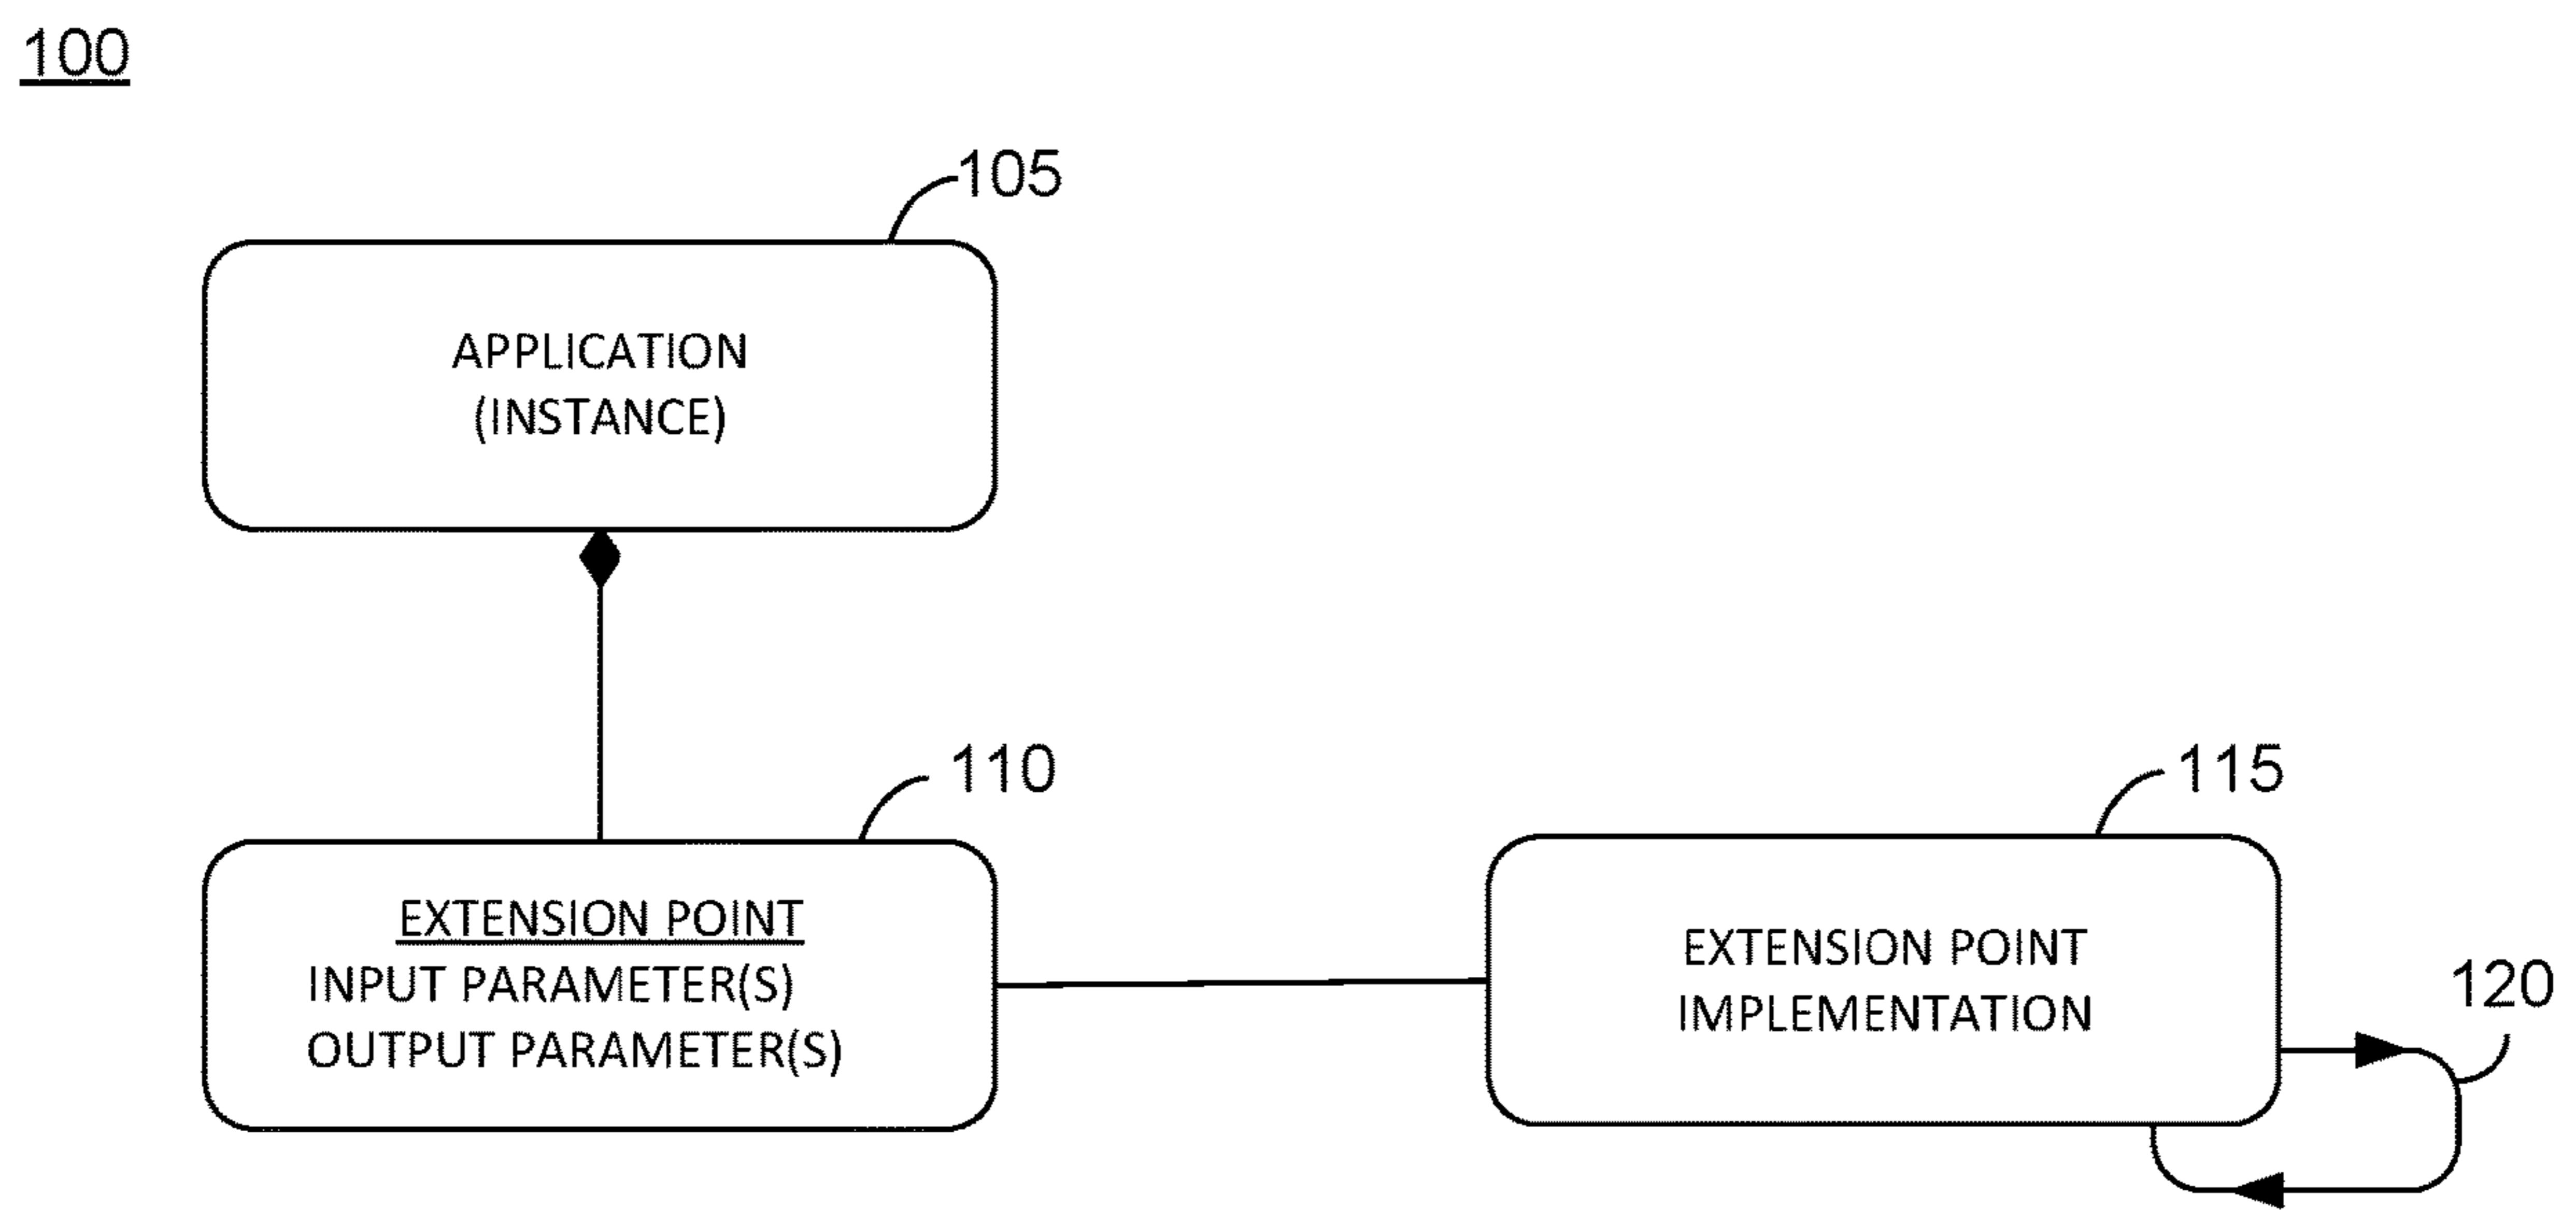 100
105
APPLICATION
(INSTANCE)
110
EXTENSION POINT
INPUT PARAMETER(S)
OUTPUT PARAMETER(S)
115
EXTENSION POINT
IMPLEMENTATION
120